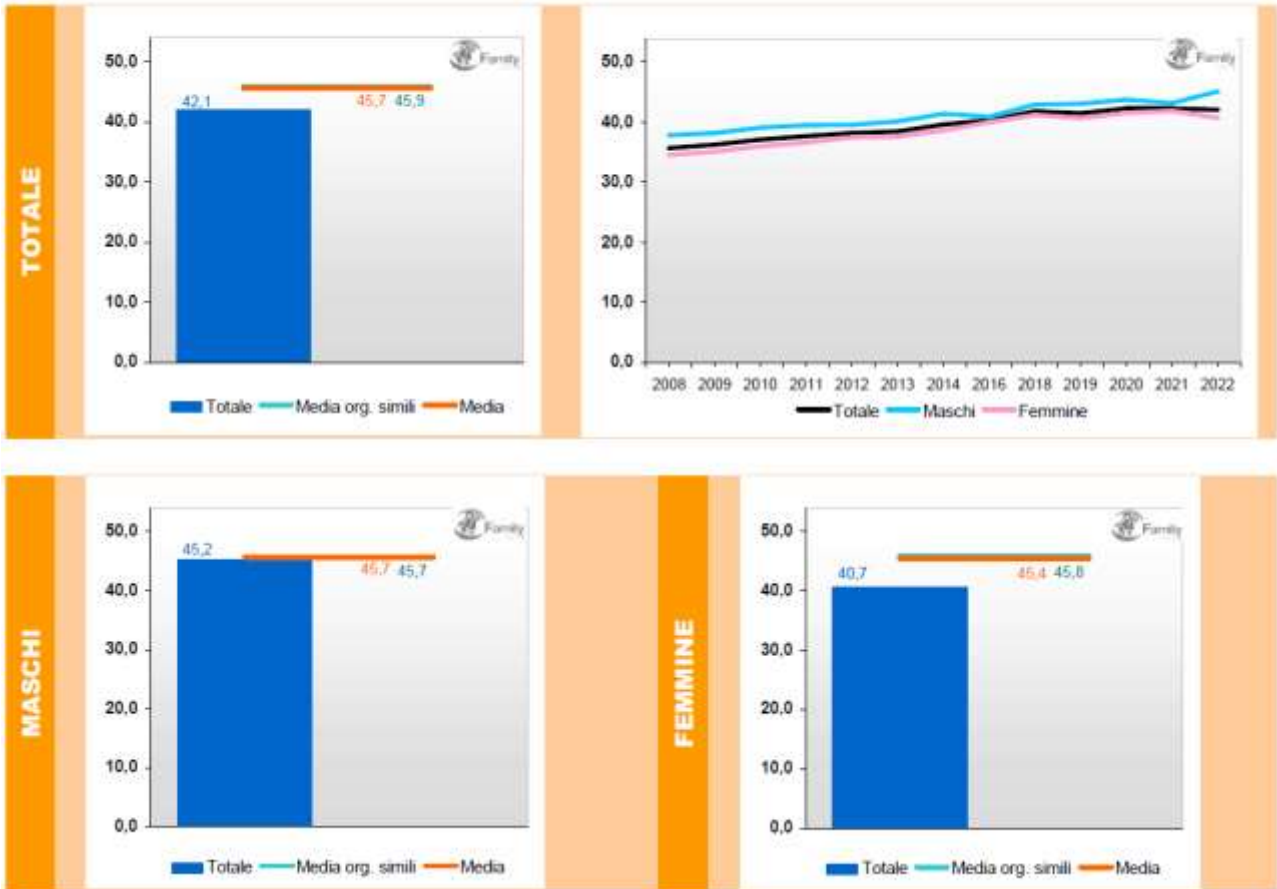 TOTALE
Family
50,0
40,0
30,0
20,0
10,0
0,0
42,1
45,7 45,9
Totale Media org. simili Media
Family
50,0
40,0
30,0
20,0
10,0
0,0
2008 2009 2010 2011 2012 2013 2014 2016 2018 2019 2020 2021 2022
Totale Maschi Femmine
MASCHI
Family
50,0
40,0
30,0
20,0
10,0
0,0
45,2
45,7 45,7
Totale Media org. simili Media
FEMMINE
Family
50,0
40,0
30,0
20,0
10,0
0,0
40,7
45,4 45,8
Totale Media org. simili Media